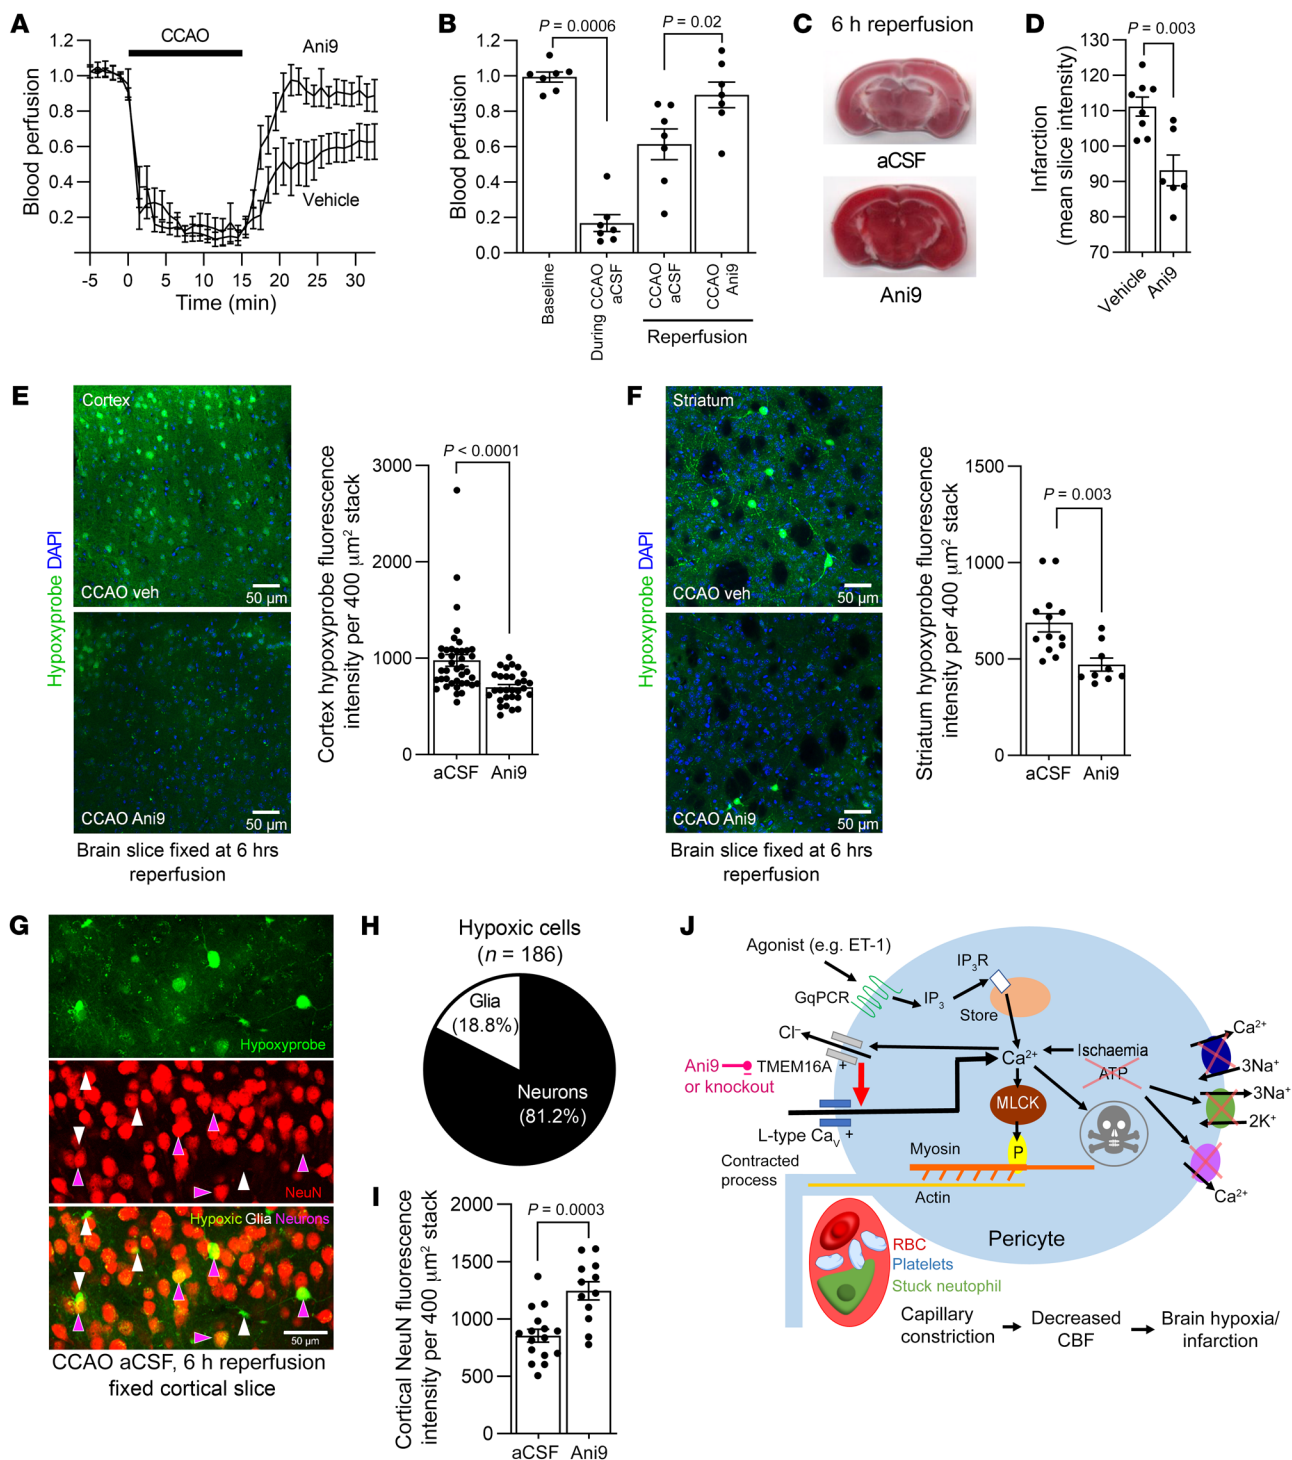 A
CCAO
Ani9
Vehicle
Blood perfusion
1.2
1.0
0.8
0.6
0.4
0.2
-5 0 5 10 15 20 25 30
Time (min)
B
P = 0.0006
P = 0.02
Blood perfusion
1.2
1.0
0.8
0.6
0.4
0.2
0.0
Baseline
During CCAO
aCSF
CCAO
aCSF
CCAO
Ani9
Reperfusion
C
6 h reperfusion
aCSF
Ani9
D
P = 0.003
Infarction
(mean slice intensity)
130
120
110
100
90
80
70
Vehicle
Ani9
E
Hypoxyprobe DAPI
Cortex
CCAO veh
50 µm
CCAO Ani9
50 µm
Brain slice fixed at 6 hrs
reperfusion
Cortex hypoxyprobe fluorescence
intensity per 400 µm² stack
P < 0.0001
3000
2000
1000
0
aCSF Ani9
F
Hypoxyprobe DAPI
Striatum
CCAO veh
50 µm
CCAO Ani9
50 µm
Brain slice fixed at 6 hrs
reperfusion
Striatum hypoxyprobe fluorescence
intensity per 400 µm² stack
P = 0.003
1500
1000
500
0
aCSF Ani9
G
Hypoxyprobe
NeuN
Hypoxic Glia Neurons
50 µm
CCAO aCSF, 6 h reperfusion
fixed cortical slice
H
Hypoxic cells
(n = 186)
Glia
(18.8%)
Neurons
(81.2%)
I
P = 0.0003
Cortical NeuN fluorescence
intensity per 400 µm² stack
2000
1500
1000
500
0
aCSF Ani9
J
Agonist (e.g. ET-1)
GqPCR
IP₃
IP₃R
Store
Cl⁻
Ani9
or knockout
TMEM16A +
Ca²⁺
Ischaemia
ATP
Ca²⁺
3Na⁺
3Na⁺
2K⁺
Ca²⁺
MLCK
P
L-type Caᵥ +
Contracted
process
Myosin
Actin
Pericyte
RBC
Platelets
Stuck neutophil
Capillary
constriction
Decreased
CBF
Brain hypoxia/
infarction